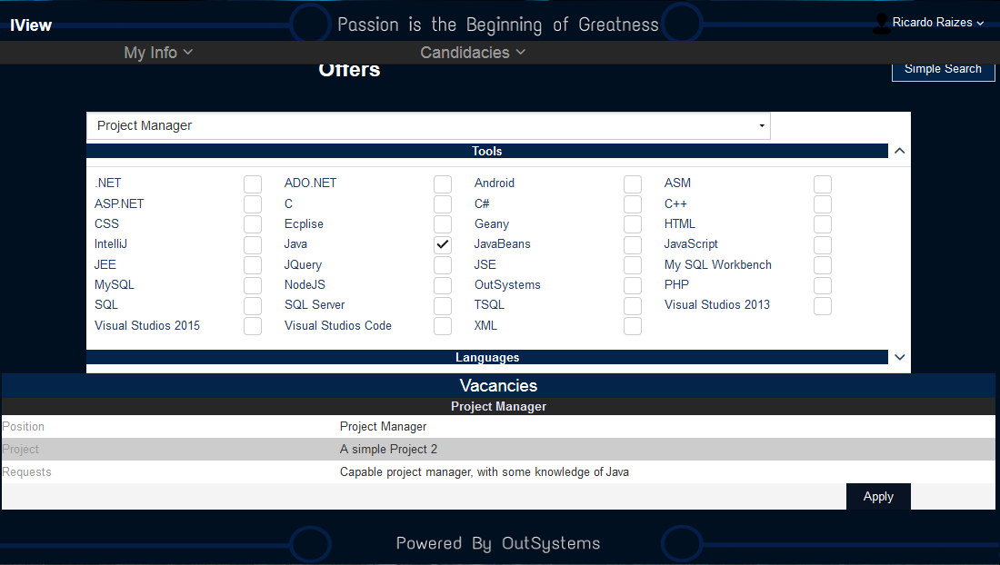 IView
Passion is the Beginning of Greatness
Ricardo Raizes
My Info
Candidacies
Offers
Simple Search
Project Manager
Tools
.NET ADO.NET Android ASM
ASP.NET C C# C++
CSS Ecplise Geany HTML
IntelliJ Java JavaBeans JavaScript
JEE JQuery JSE My SQL Workbench
MySQL NodeJS OutSystems PHP
SQL SQL Server TSQL Visual Studios 2013
Visual Studios 2015 Visual Studios Code XML
Languages
Vacancies
Project Manager
Position Project Manager
Project A simple Project 2
Requests Capable project manager, with some knowledge of Java
Apply
Powered By OutSystems